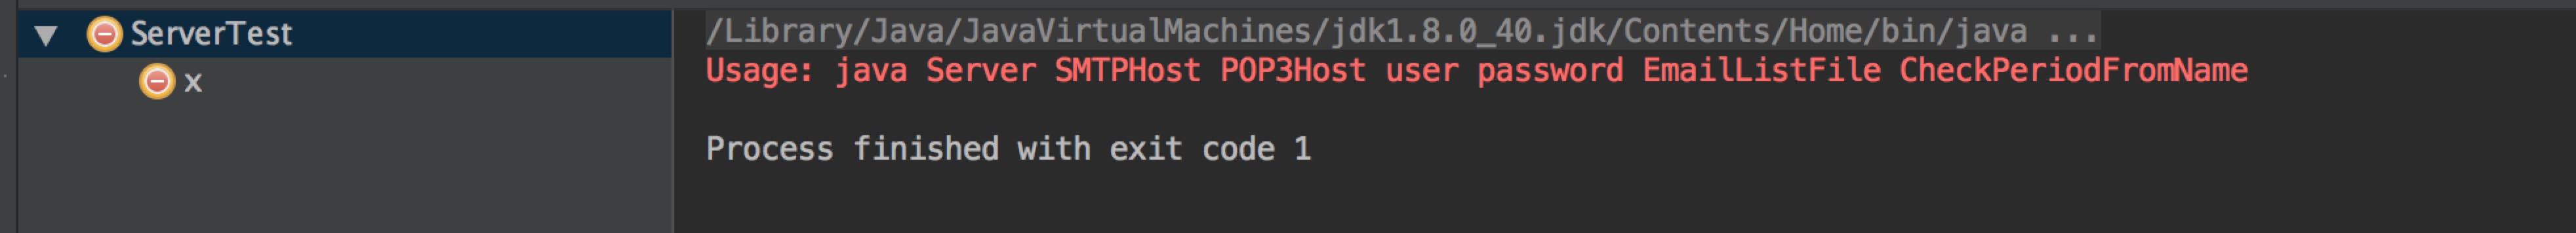 ServerTest
x
/Library/Java/JavaVirtualMachines/jdk1.8.0_40.jdk/Contents/Home/bin/java ...
Usage: java Server SMTPHost POP3Host user password EmailListFile CheckPeriodFromName
Process finished with exit code 1